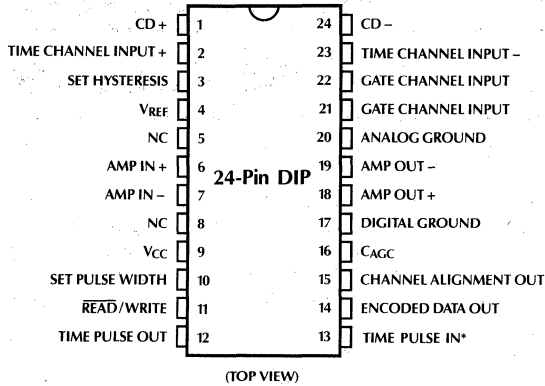 CD + 1 24 CD –
TIME CHANNEL INPUT + 2 23 TIME CHANNEL INPUT –
SET HYSTERESIS 3 22 GATE CHANNEL INPUT
VREF 4 21 GATE CHANNEL INPUT
NC 5 20 ANALOG GROUND
AMP IN + 6 19 AMP OUT –
24-Pin DIP
AMP IN – 7 18 AMP OUT +
NC 8 17 DIGITAL GROUND
VCC 9 16 CAGC
SET PULSE WIDTH 10 15 CHANNEL ALIGNMENT OUT
READ/WRITE 11 14 ENCODED DATA OUT
TIME PULSE OUT 12 13 TIME PULSE IN*
(TOP VIEW)